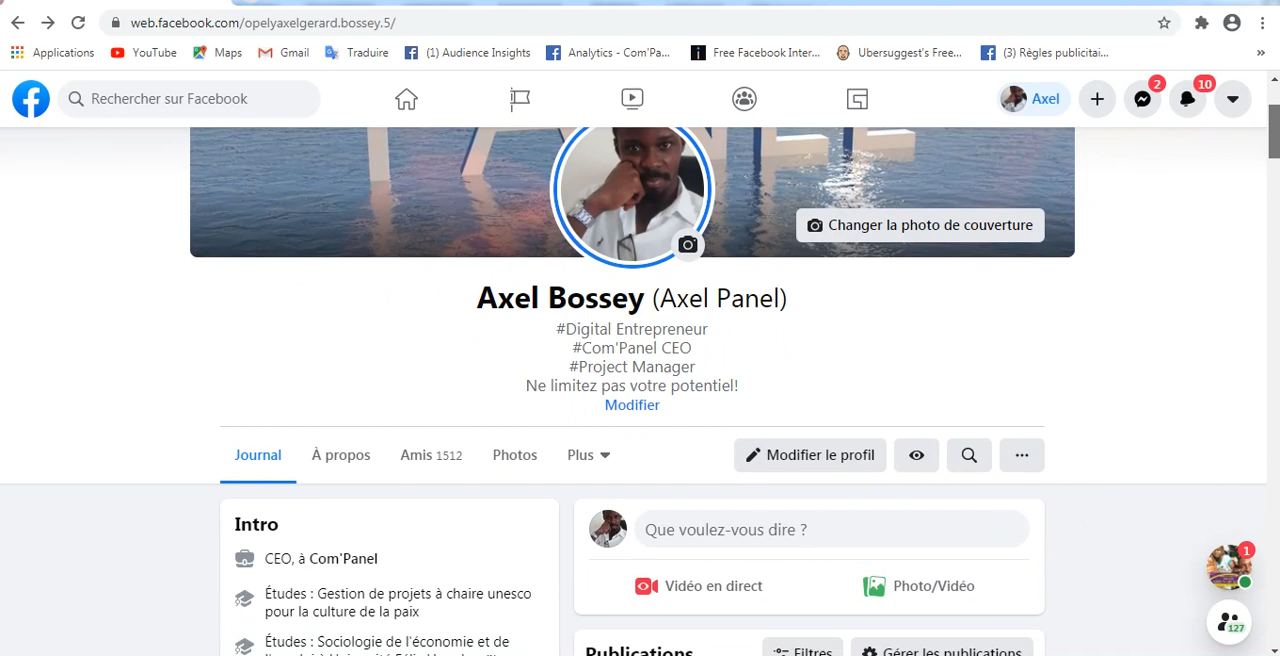 web.facebook.com/opelyaxelgerard.bossey.5/
Applications YouTube Maps Gmail Traduire (1) Audience Insights Analytics - Com'Pa... Free Facebook Inter... Ubersuggest's Free... (3) Règles publicitai... »
Rechercher sur Facebook
Axel
2
10
Changer la photo de couverture
Axel Bossey (Axel Panel)
#Digital Entrepreneur
#Com'Panel CEO
#Project Manager
Ne limitez pas votre potentiel!
Modifier
Journal À propos Amis 1512 Photos Plus Modifier le profil
Intro
CEO, à Com'Panel
Études : Gestion de projets à chaire unesco
pour la culture de la paix
Études : Sociologie de l'économie et de
Que voulez-vous dire ?
Vidéo en direct Photo/Vidéo
Publications Filtres Gérer les publications
1
127